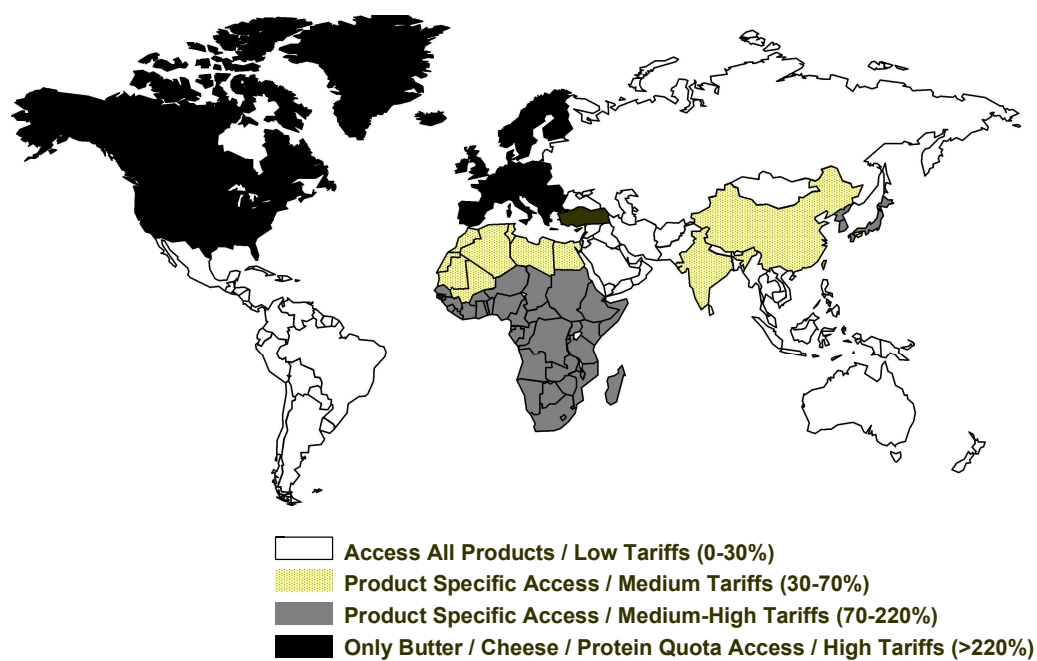 Access All Products / Low Tariffs (0-30%)
Product Specific Access / Medium Tariffs (30-70%)
Product Specific Access / Medium-High Tariffs (70-220%)
Only Butter / Cheese / Protein Quota Access / High Tariffs (>220%)